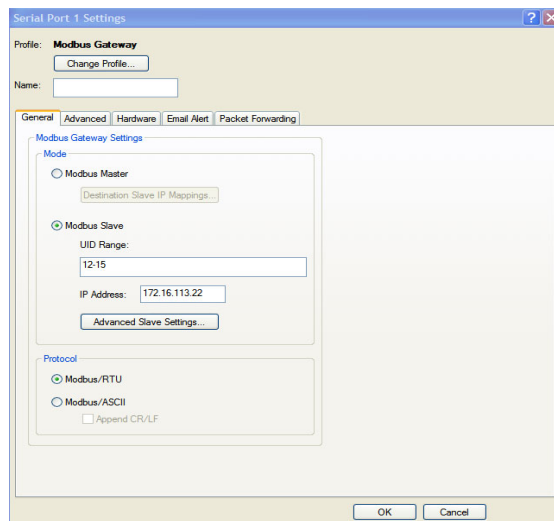 Serial Port 1 Settings
Profile: Modbus Gateway
Change Profile...
Name:
General Advanced Hardware Email Alert Packet Forwarding
Modbus Gateway Settings
Mode
Modbus Master
Destination Slave IP Mappings...
Modbus Slave
UID Range:
12-15
IP Address: 172.16.113.22
Advanced Slave Settings...
Protocol
Modbus/RTU
Modbus/ASCII
Append CR/LF
OK Cancel